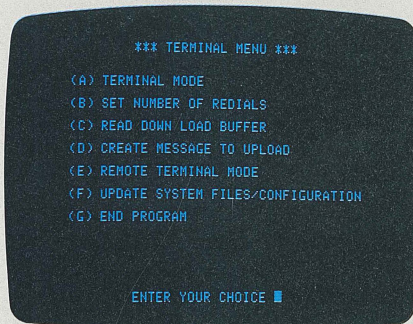 *** TERMINAL MENU ***
(A) TERMINAL MODE
(B) SET NUMBER OF REDIALS
(C) READ DOWN LOAD BUFFER
(D) CREATE MESSAGE TO UPLOAD
(E) REMOTE TERMINAL MODE
(F) UPDATE SYSTEM FILES/CONFIGURATION
(G) END PROGRAM
ENTER YOUR CHOICE